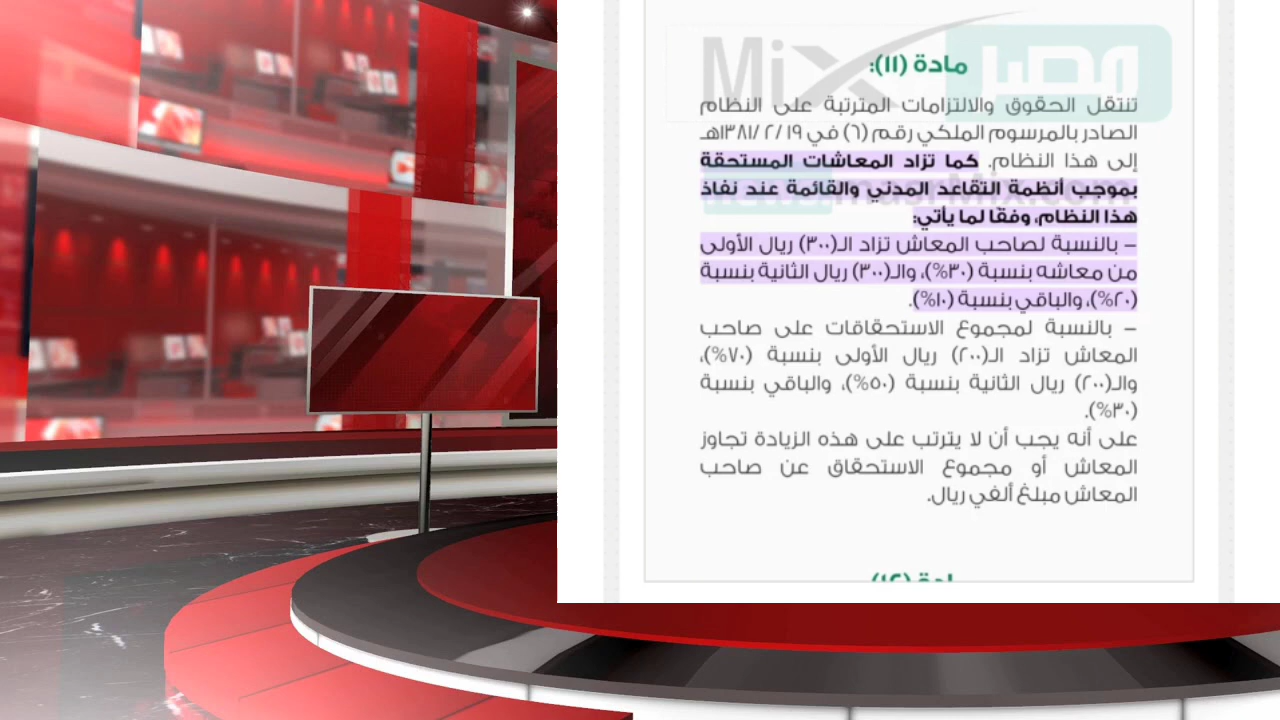 Mix مصر
مادة (١١):
تنتقل الحقوق والالتزامات المترتبة على النظام
الصادر بالمرسوم الملكي رقم (٦) في ١٩ / ٢ / ١٣٨١هـ
إلى هذا النظام. كما تزاد المعاشات المستحقة
بموجب أنظمة التقاعد المدني والقائمة عند نفاذ
هذا النظام، وفقًا لما يأتي:
– بالنسبة لصاحب المعاش تزاد الـ(٣٠٠) ريال الأولى
من معاشه بنسبة (٣٠%)، والـ(٣٠٠) ريال الثانية بنسبة
(٢٠%)، والباقي بنسبة (١٠%).
– بالنسبة لمجموع الاستحقاقات على صاحب
المعاش تزاد الـ(٢٠٠) ريال الأولى بنسبة (٧٠%)،
والـ(٢٠٠) ريال الثانية بنسبة (٥٠%)، والباقي بنسبة
(٣٠%).
على أنه يجب أن لا يترتب على هذه الزيادة تجاوز
المعاش أو مجموع الاستحقاق عن صاحب
المعاش مبلغ ألفي ريال.